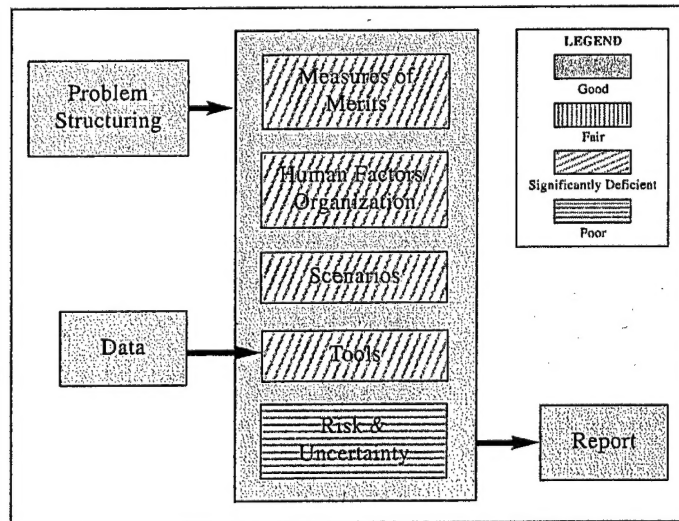 Problem
Structuring
Measures of
Merits
Human Factors/
Organization
Scenarios
Data
Tools
Risk &
Uncertainty
Report
LEGEND
Good
Fair
Significantly Deficient
Poor